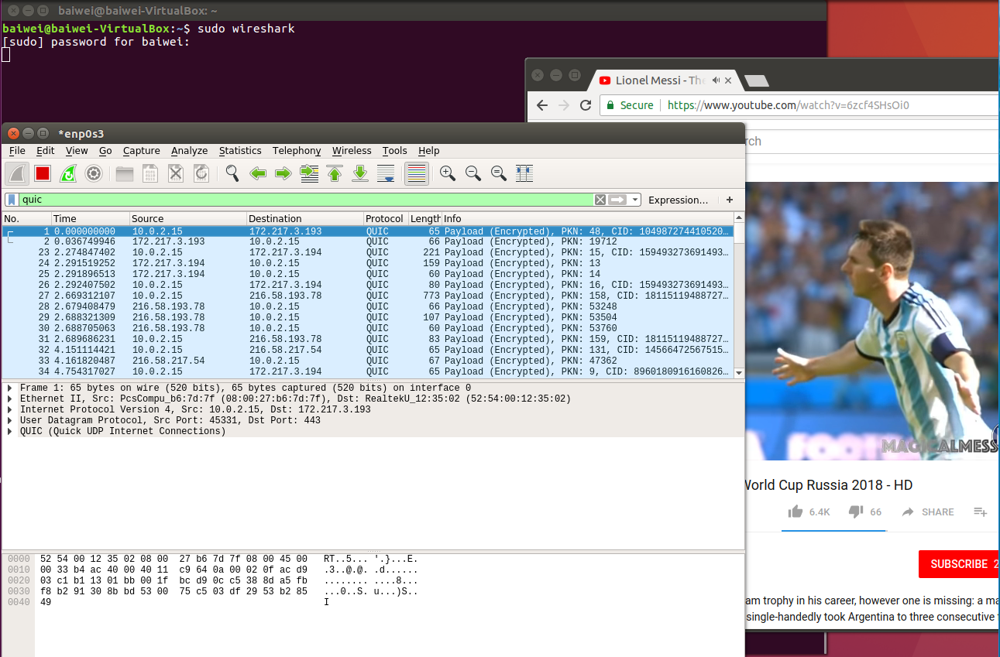 baiwei@baiwei-VirtualBox: ~
baiwei@baiwei-VirtualBox:~$ sudo wireshark
[sudo] password for baiwei:
Lionel Messi - The
Secure https://www.youtube.com/watch?v=6zcf4SHsOi0
rch
*enp0s3
File Edit View Go Capture Analyze Statistics Telephony Wireless Tools Help
quic Expression... +
No. Time Source Destination Protocol Length Info
1 0.000000000 10.0.2.15 172.217.3.193 QUIC 65 Payload (Encrypted), PKN: 48, CID: 104987274410520...
2 0.036749946 172.217.3.193 10.0.2.15 QUIC 66 Payload (Encrypted), PKN: 19712
23 2.274847402 10.0.2.15 172.217.3.194 QUIC 221 Payload (Encrypted), PKN: 15, CID: 159493273691493...
24 2.291519252 172.217.3.194 10.0.2.15 QUIC 159 Payload (Encrypted), PKN: 13
25 2.291896513 172.217.3.194 10.0.2.15 QUIC 60 Payload (Encrypted), PKN: 14
26 2.292407502 10.0.2.15 172.217.3.194 QUIC 80 Payload (Encrypted), PKN: 16, CID: 159493273691493...
27 2.669312107 10.0.2.15 216.58.193.78 QUIC 773 Payload (Encrypted), PKN: 158, CID: 18115119488727...
28 2.679408479 216.58.193.78 10.0.2.15 QUIC 66 Payload (Encrypted), PKN: 53248
29 2.688321309 216.58.193.78 10.0.2.15 QUIC 107 Payload (Encrypted), PKN: 53504
30 2.688705063 216.58.193.78 10.0.2.15 QUIC 60 Payload (Encrypted), PKN: 53760
31 2.689686231 10.0.2.15 216.58.193.78 QUIC 83 Payload (Encrypted), PKN: 159, CID: 18115119488727...
32 4.151114421 10.0.2.15 216.58.217.54 QUIC 65 Payload (Encrypted), PKN: 131, CID: 14566472567515...
33 4.161820487 216.58.217.54 10.0.2.15 QUIC 67 Payload (Encrypted), PKN: 47362
34 4.754317027 10.0.2.15 172.217.3.194 QUIC 80 Payload (Encrypted), PKN: 9, CID: 8960180916160826...
Frame 1: 65 bytes on wire (520 bits), 65 bytes captured (520 bits) on interface 0
Ethernet II, Src: PcsCompu_b6:7d:7f (08:00:27:b6:7d:7f), Dst: RealtekU_12:35:02 (52:54:00:12:35:02)
Internet Protocol Version 4, Src: 10.0.2.15, Dst: 172.217.3.193
User Datagram Protocol, Src Port: 45331, Dst Port: 443
QUIC (Quick UDP Internet Connections)
0000 52 54 00 12 35 02 08 00 27 b6 7d 7f 08 00 45 00 RT..5... '.}...E.
0010 00 33 b4 ac 40 00 40 11 c9 64 0a 00 02 0f ac d9 .3..@.@. .d......
0020 03 c1 b1 13 01 bb 00 1f bc d9 0c c5 38 8d a5 fb ........ ....8...
0030 f8 b2 91 30 8b bd 53 00 75 c5 03 df 29 53 b2 85 ...0..S. u...)S..
0040 49 I
MAGICALMESS
World Cup Russia 2018 - HD
6.4K 66 SHARE
SUBSCRIBE 2
am trophy in his career, however one is missing: a ma
single-handedly took Argentina to three consecutive